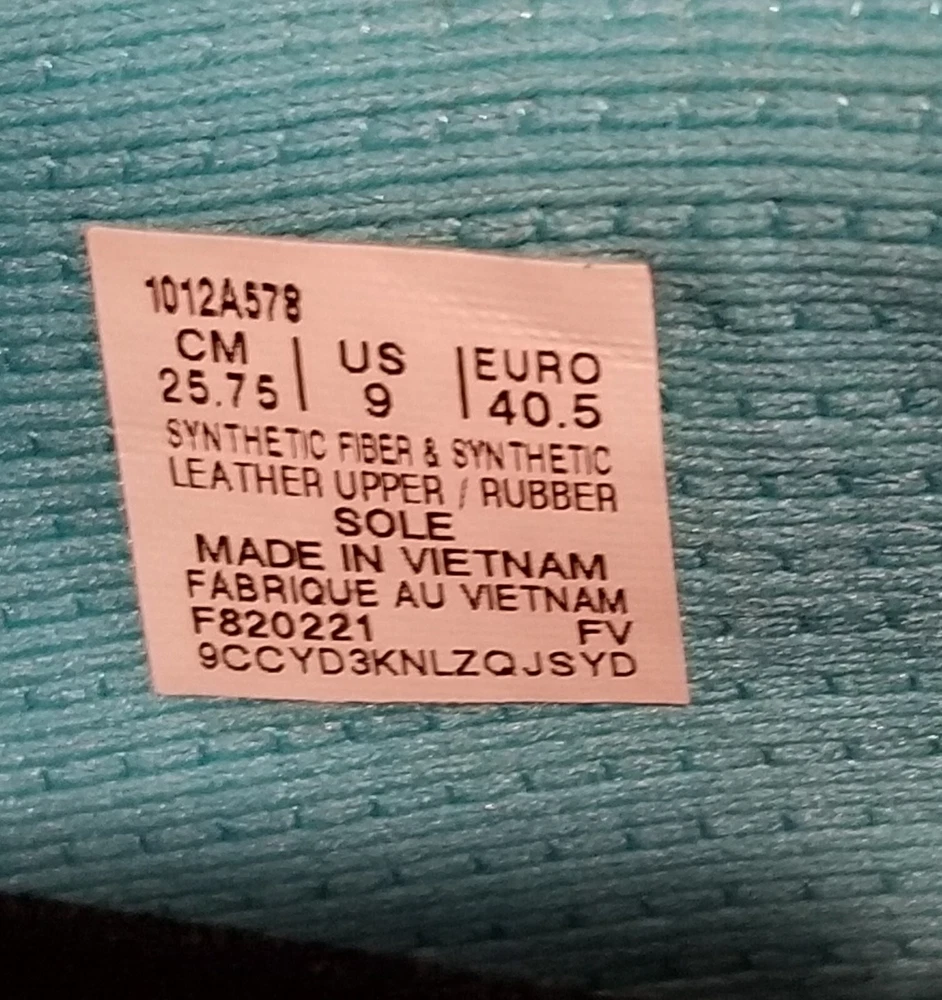 1012A578
CM | US | EURO
25.75 | 9 | 40.5
SYNTHETIC FIBER & SYNTHETIC
LEATHER UPPER / RUBBER
SOLE
MADE IN VIETNAM
FABRIQUE AU VIETNAM
F820221 FV
9CCYD3KNLZQJSYD